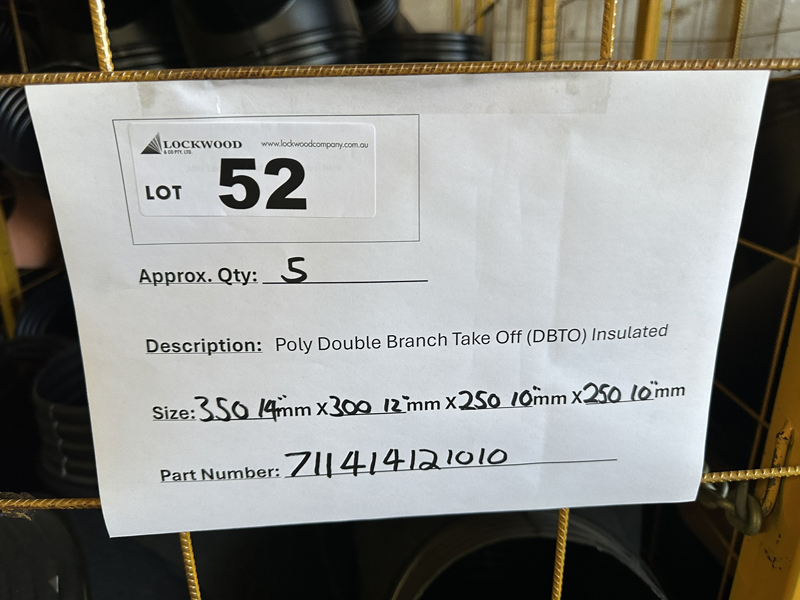 LOCKWOOD
& CO PTY. LTD.
www.lockwoodcompany.com.au
LOT 52
Approx. Qty: 5
Description: Poly Double Branch Take Off (DBTO) Insulated
Size: 350 14"mm X 300 12"mm X 250 10"mm X 250 10"mm
Part Number: 711414121010